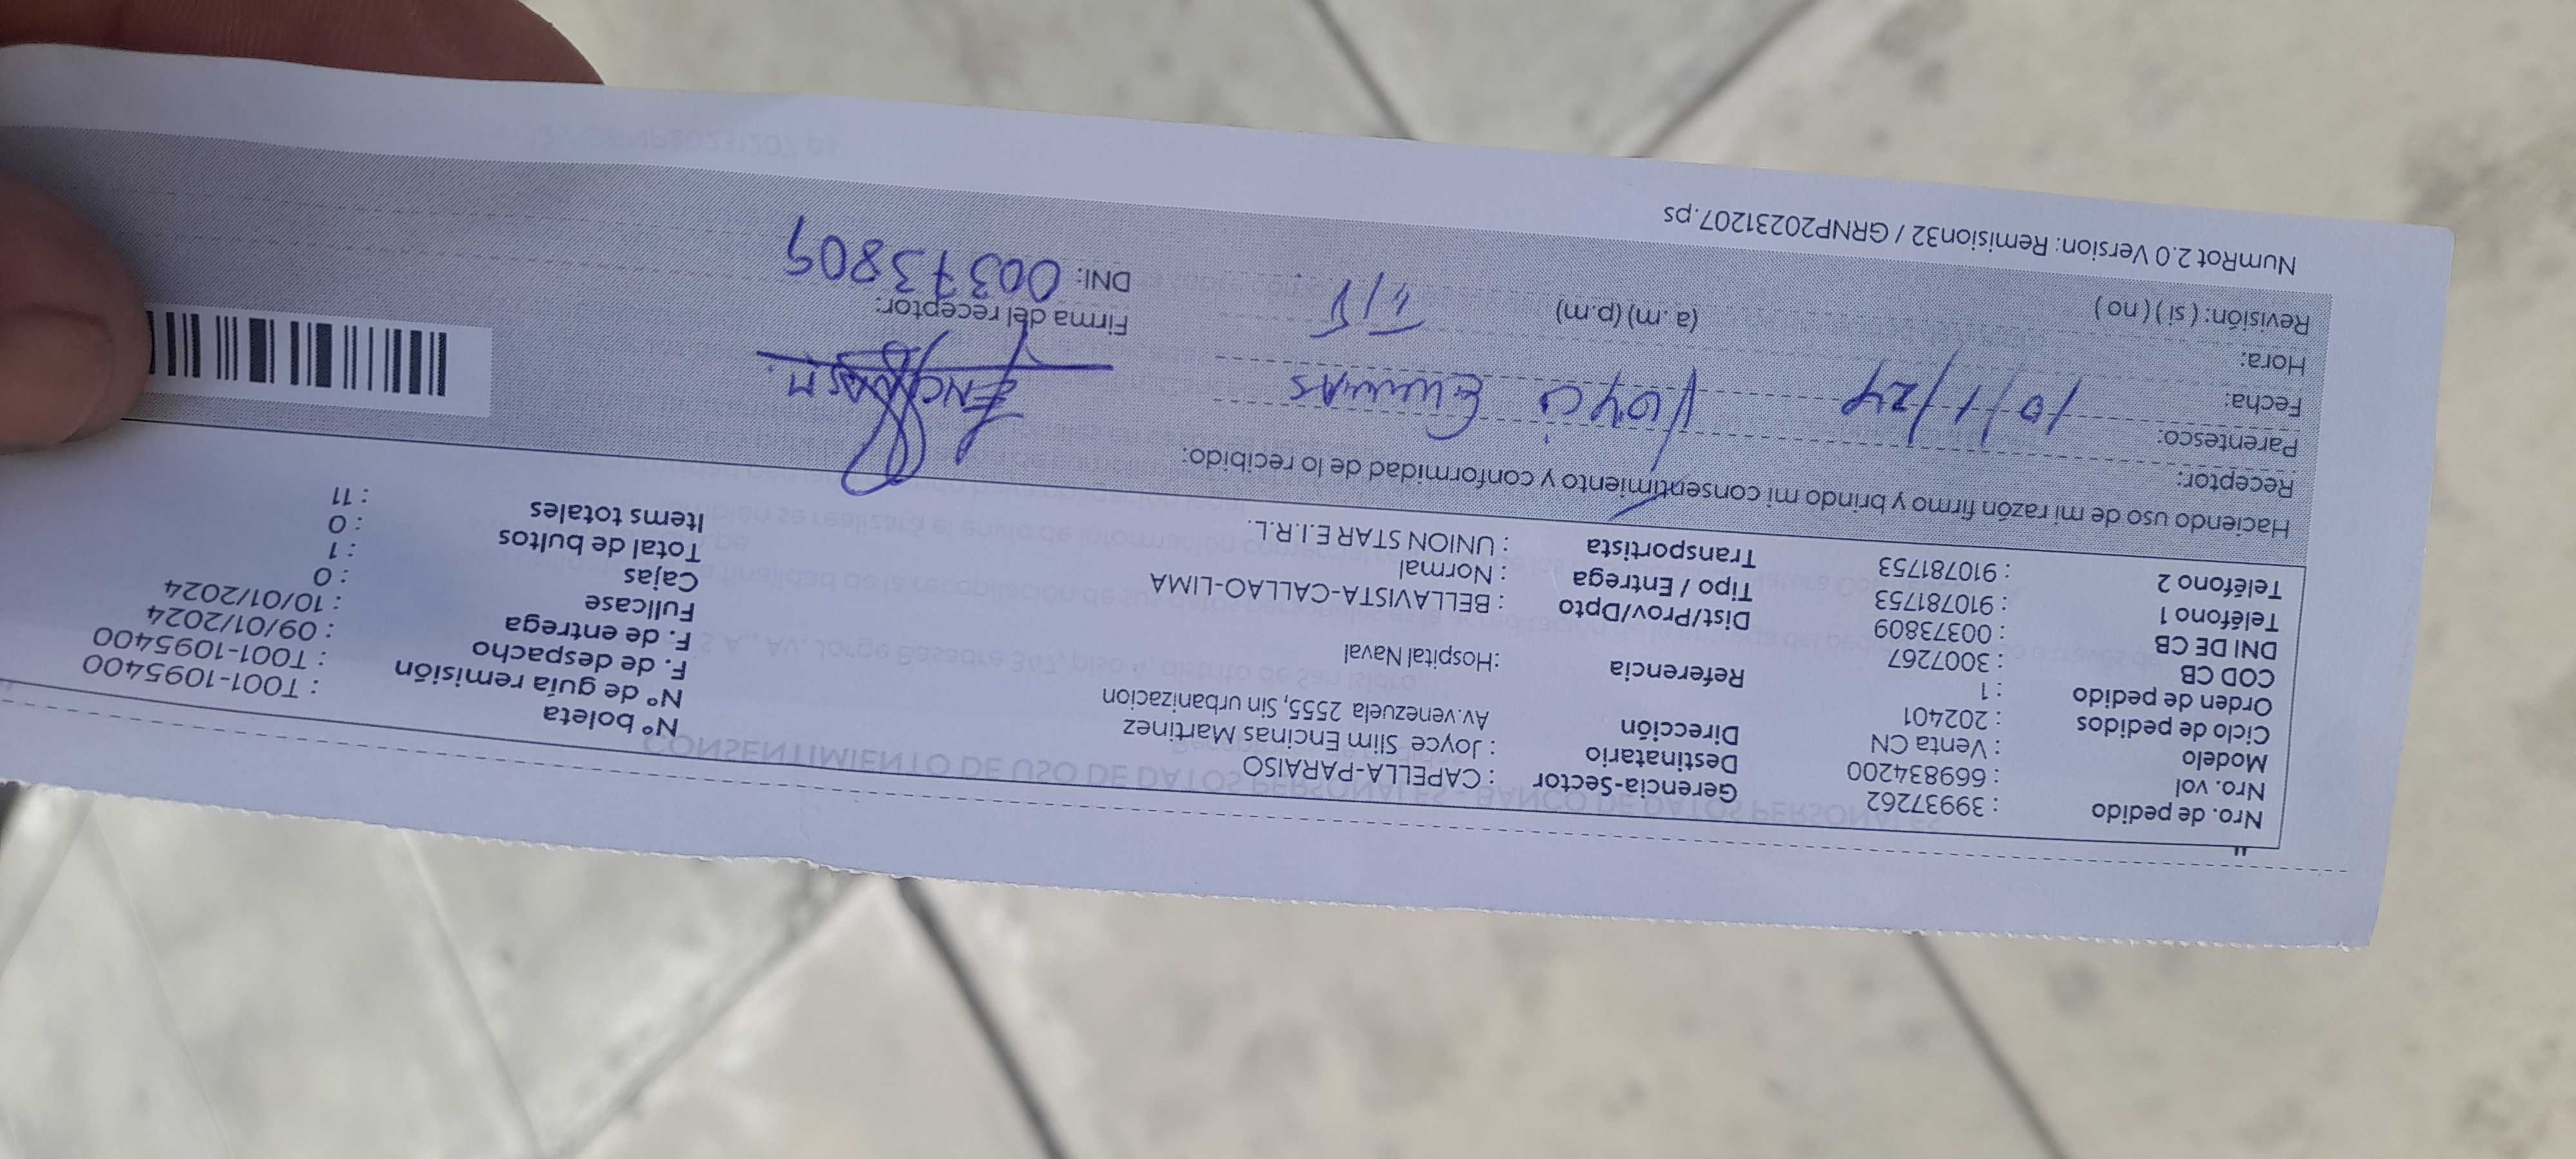 Nro. de pedido : 39937262
Nro. vol : 669834200
Modelo : Venta CN
Ciclo de pedidos : 202401
Orden de pedido : 1
COD CB : 3007267
DNI DE CB : 00373809
Teléfono 1 : 910781753
Teléfono 2 : 910781753
Gerencia-Sector : CAPELLA-PARAISO
Destinatario : Joyce Slim Encinas Martinez
Dirección Av.venezuela 2555, Sin urbanizacion
Referencia :Hospital Naval
Dist/Prov/Dpto : BELLAVISTA-CALLAO-LIMA
Tipo / Entrega : Normal
Transportista : UNION STAR E.I.R.L.
Nº boleta : T001-1095400
Nº de guía remisión : T001-1095400
F. de despacho : 09/01/2024
F. de entrega : 10/01/2024
Fullcase : 0
Cajas : 1
Total de bultos : 0
Items totales : 11
Haciendo uso de mi razón firmo y brindo mi consentimiento y conformidad de lo recibido:
Receptor:
Parentesco:
Fecha: 10/1/24
Hora:
(a.m) (p.m)
Revisión: ( si ) ( no )
ENCINAS M.
Firma del receptor:
DNI: 00373809
NumRot 2.0 Version: Remision32 / GRNP20231207.ps